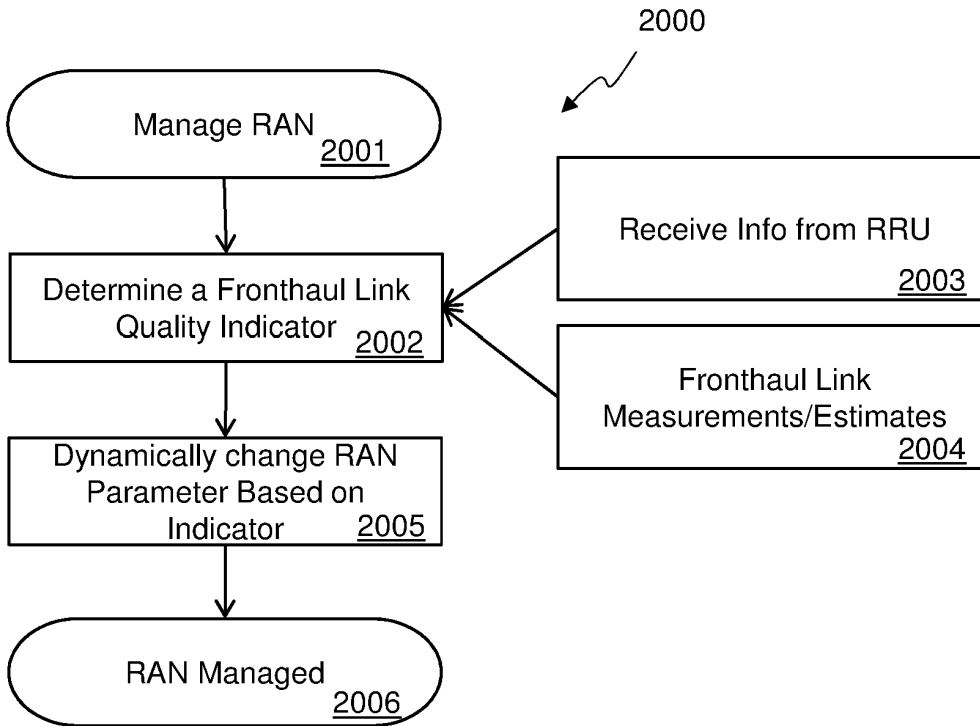 2000
Manage RAN
2001
Determine a Fronthaul Link
Quality Indicator
2002
Receive Info from RRU
2003
Fronthaul Link
Measurements/Estimates
2004
Dynamically change RAN
Parameter Based on
Indicator
2005
RAN Managed
2006